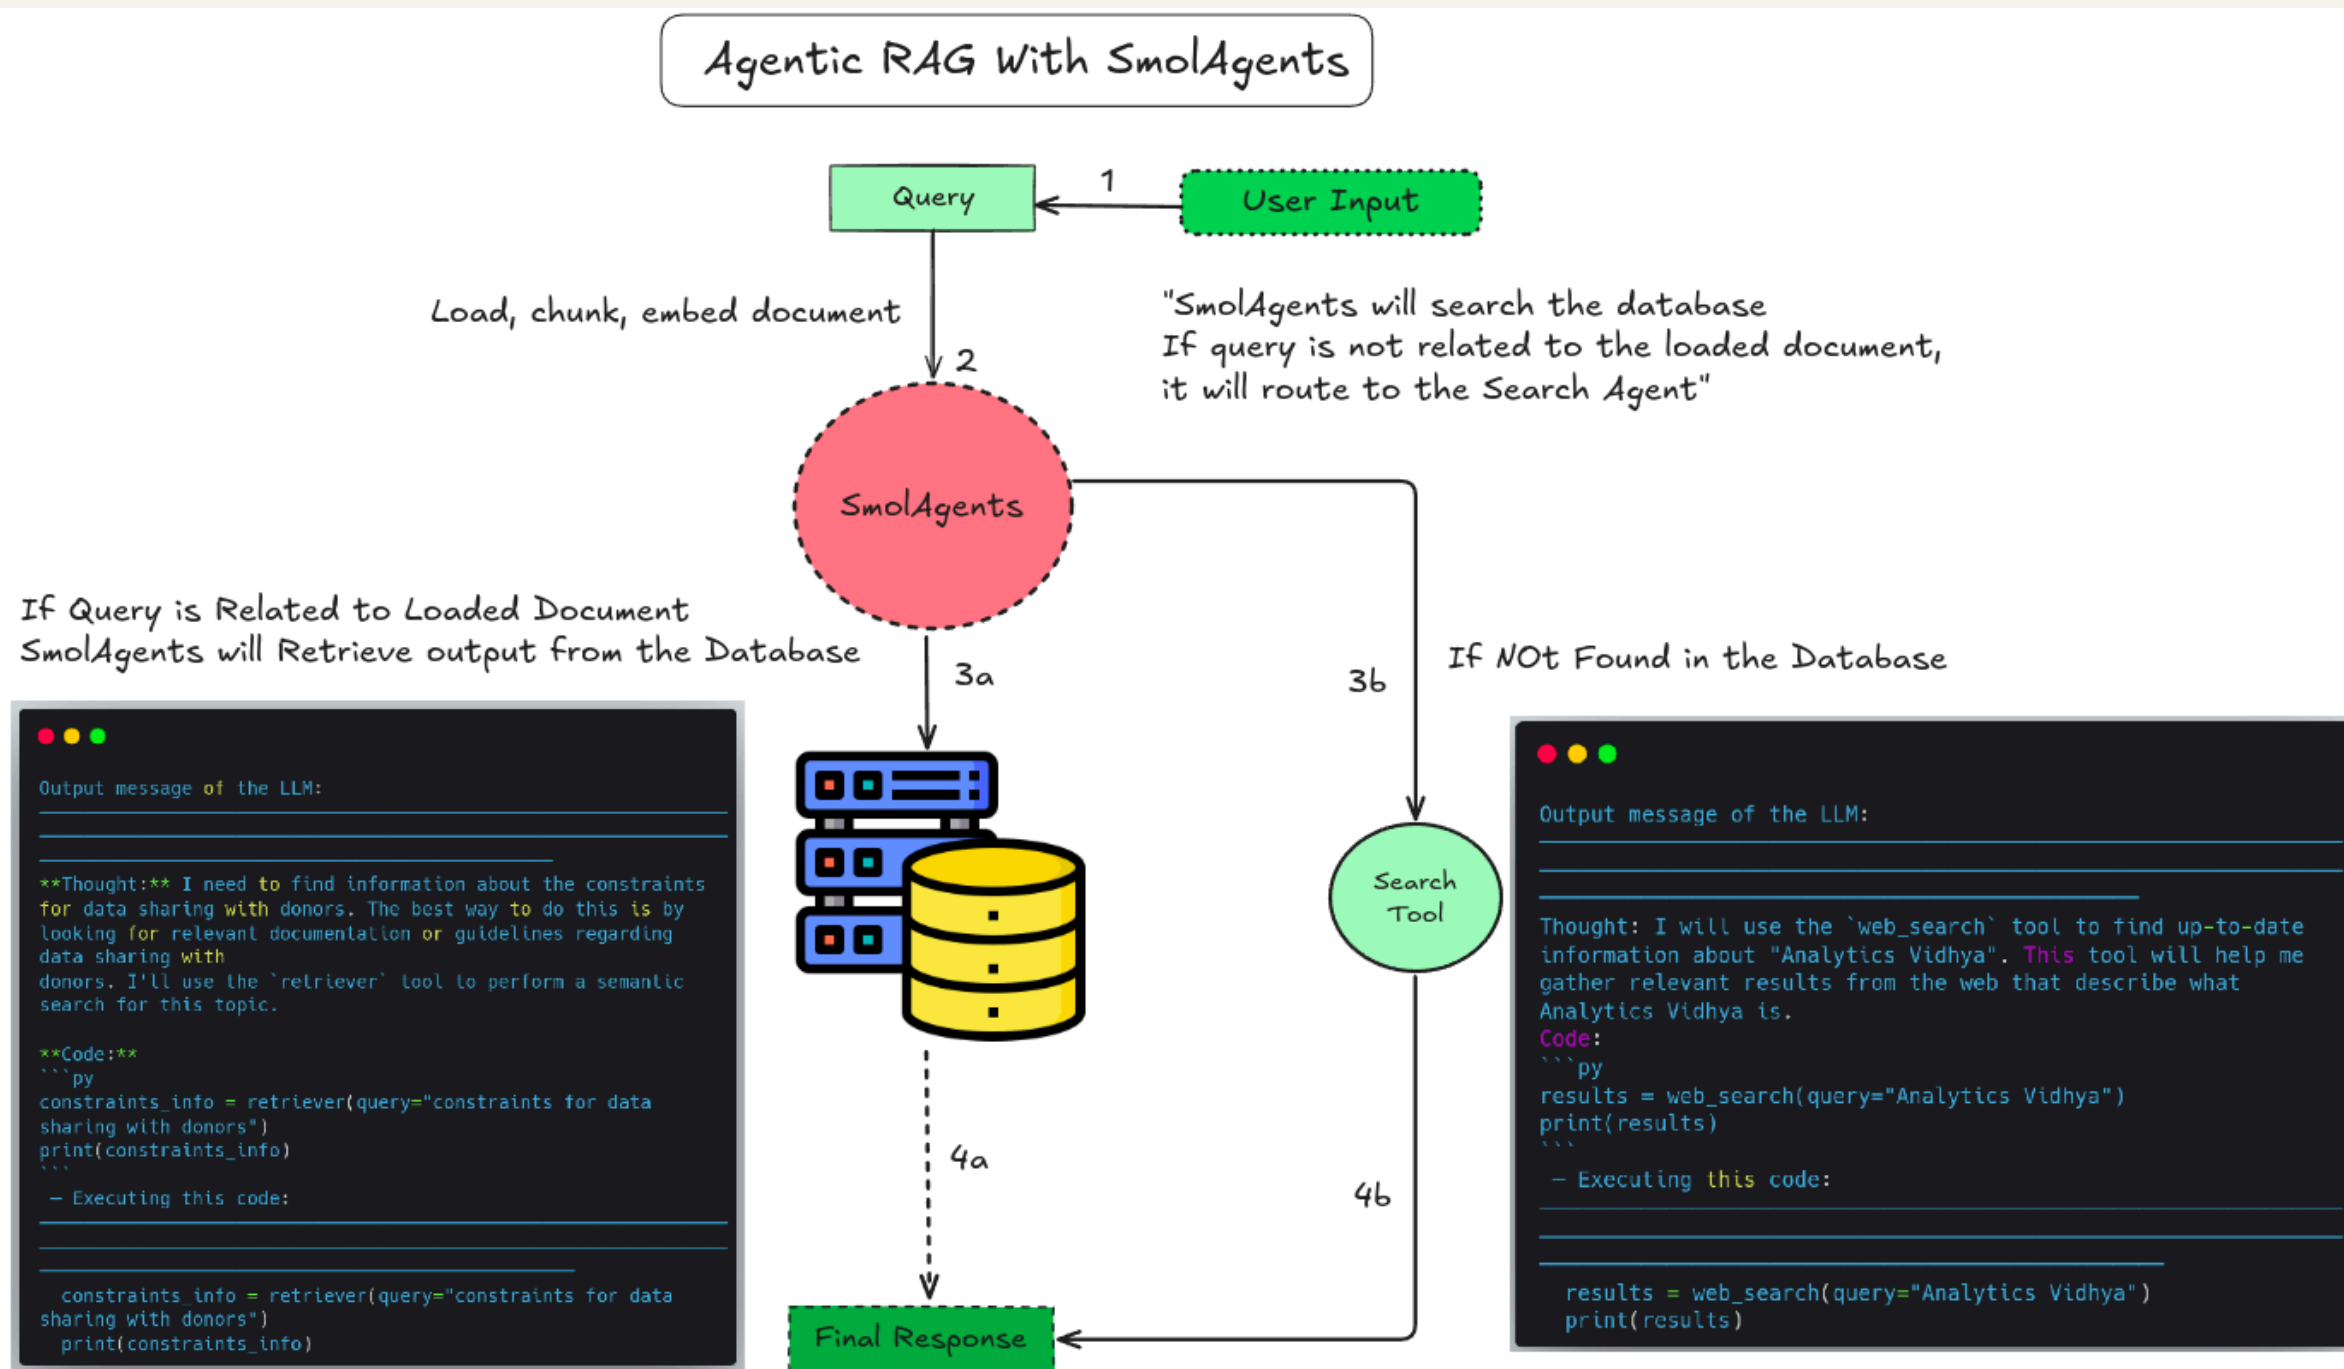 Agentic RAG With SmolAgents
Query
1
User Input
Load, chunk, embed document
2
"SmolAgents will search the database
If query is not related to the loaded document,
it will route to the Search Agent"
SmolAgents
If Query is Related to Loaded Document
SmolAgents will Retrieve output from the Database
3a
3b
If NOt Found in the Database
Output message of the LLM:
**Thought:** I need to find information about the constraints
for data sharing with donors. The best way to do this is by
looking for relevant documentation or guidelines regarding
data sharing with
donors. I'll use the `retriever` tool to perform a semantic
search for this topic.
**Code:**
```py
constraints_info = retriever(query="constraints for data
sharing with donors")
print(constraints_info)
```
– Executing this code:
constraints_info = retriever(query="constraints for data
sharing with donors")
print(constraints_info)
Search
Tool
4a
4b
Final Response
Output message of the LLM:
Thought: I will use the `web_search` tool to find up-to-date
information about "Analytics Vidhya". This tool will help me
gather relevant results from the web that describe what
Analytics Vidhya is.
Code:
```py
results = web_search(query="Analytics Vidhya")
print(results)
```
– Executing this code:
results = web_search(query="Analytics Vidhya")
print(results)